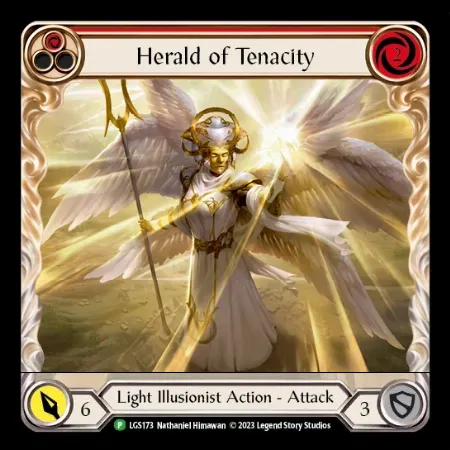 Herald of Tenacity
2
6
Light Illusionist Action - Attack
3
P LGS173 Nathaniel Himawan © 2023 Legend Story Studios